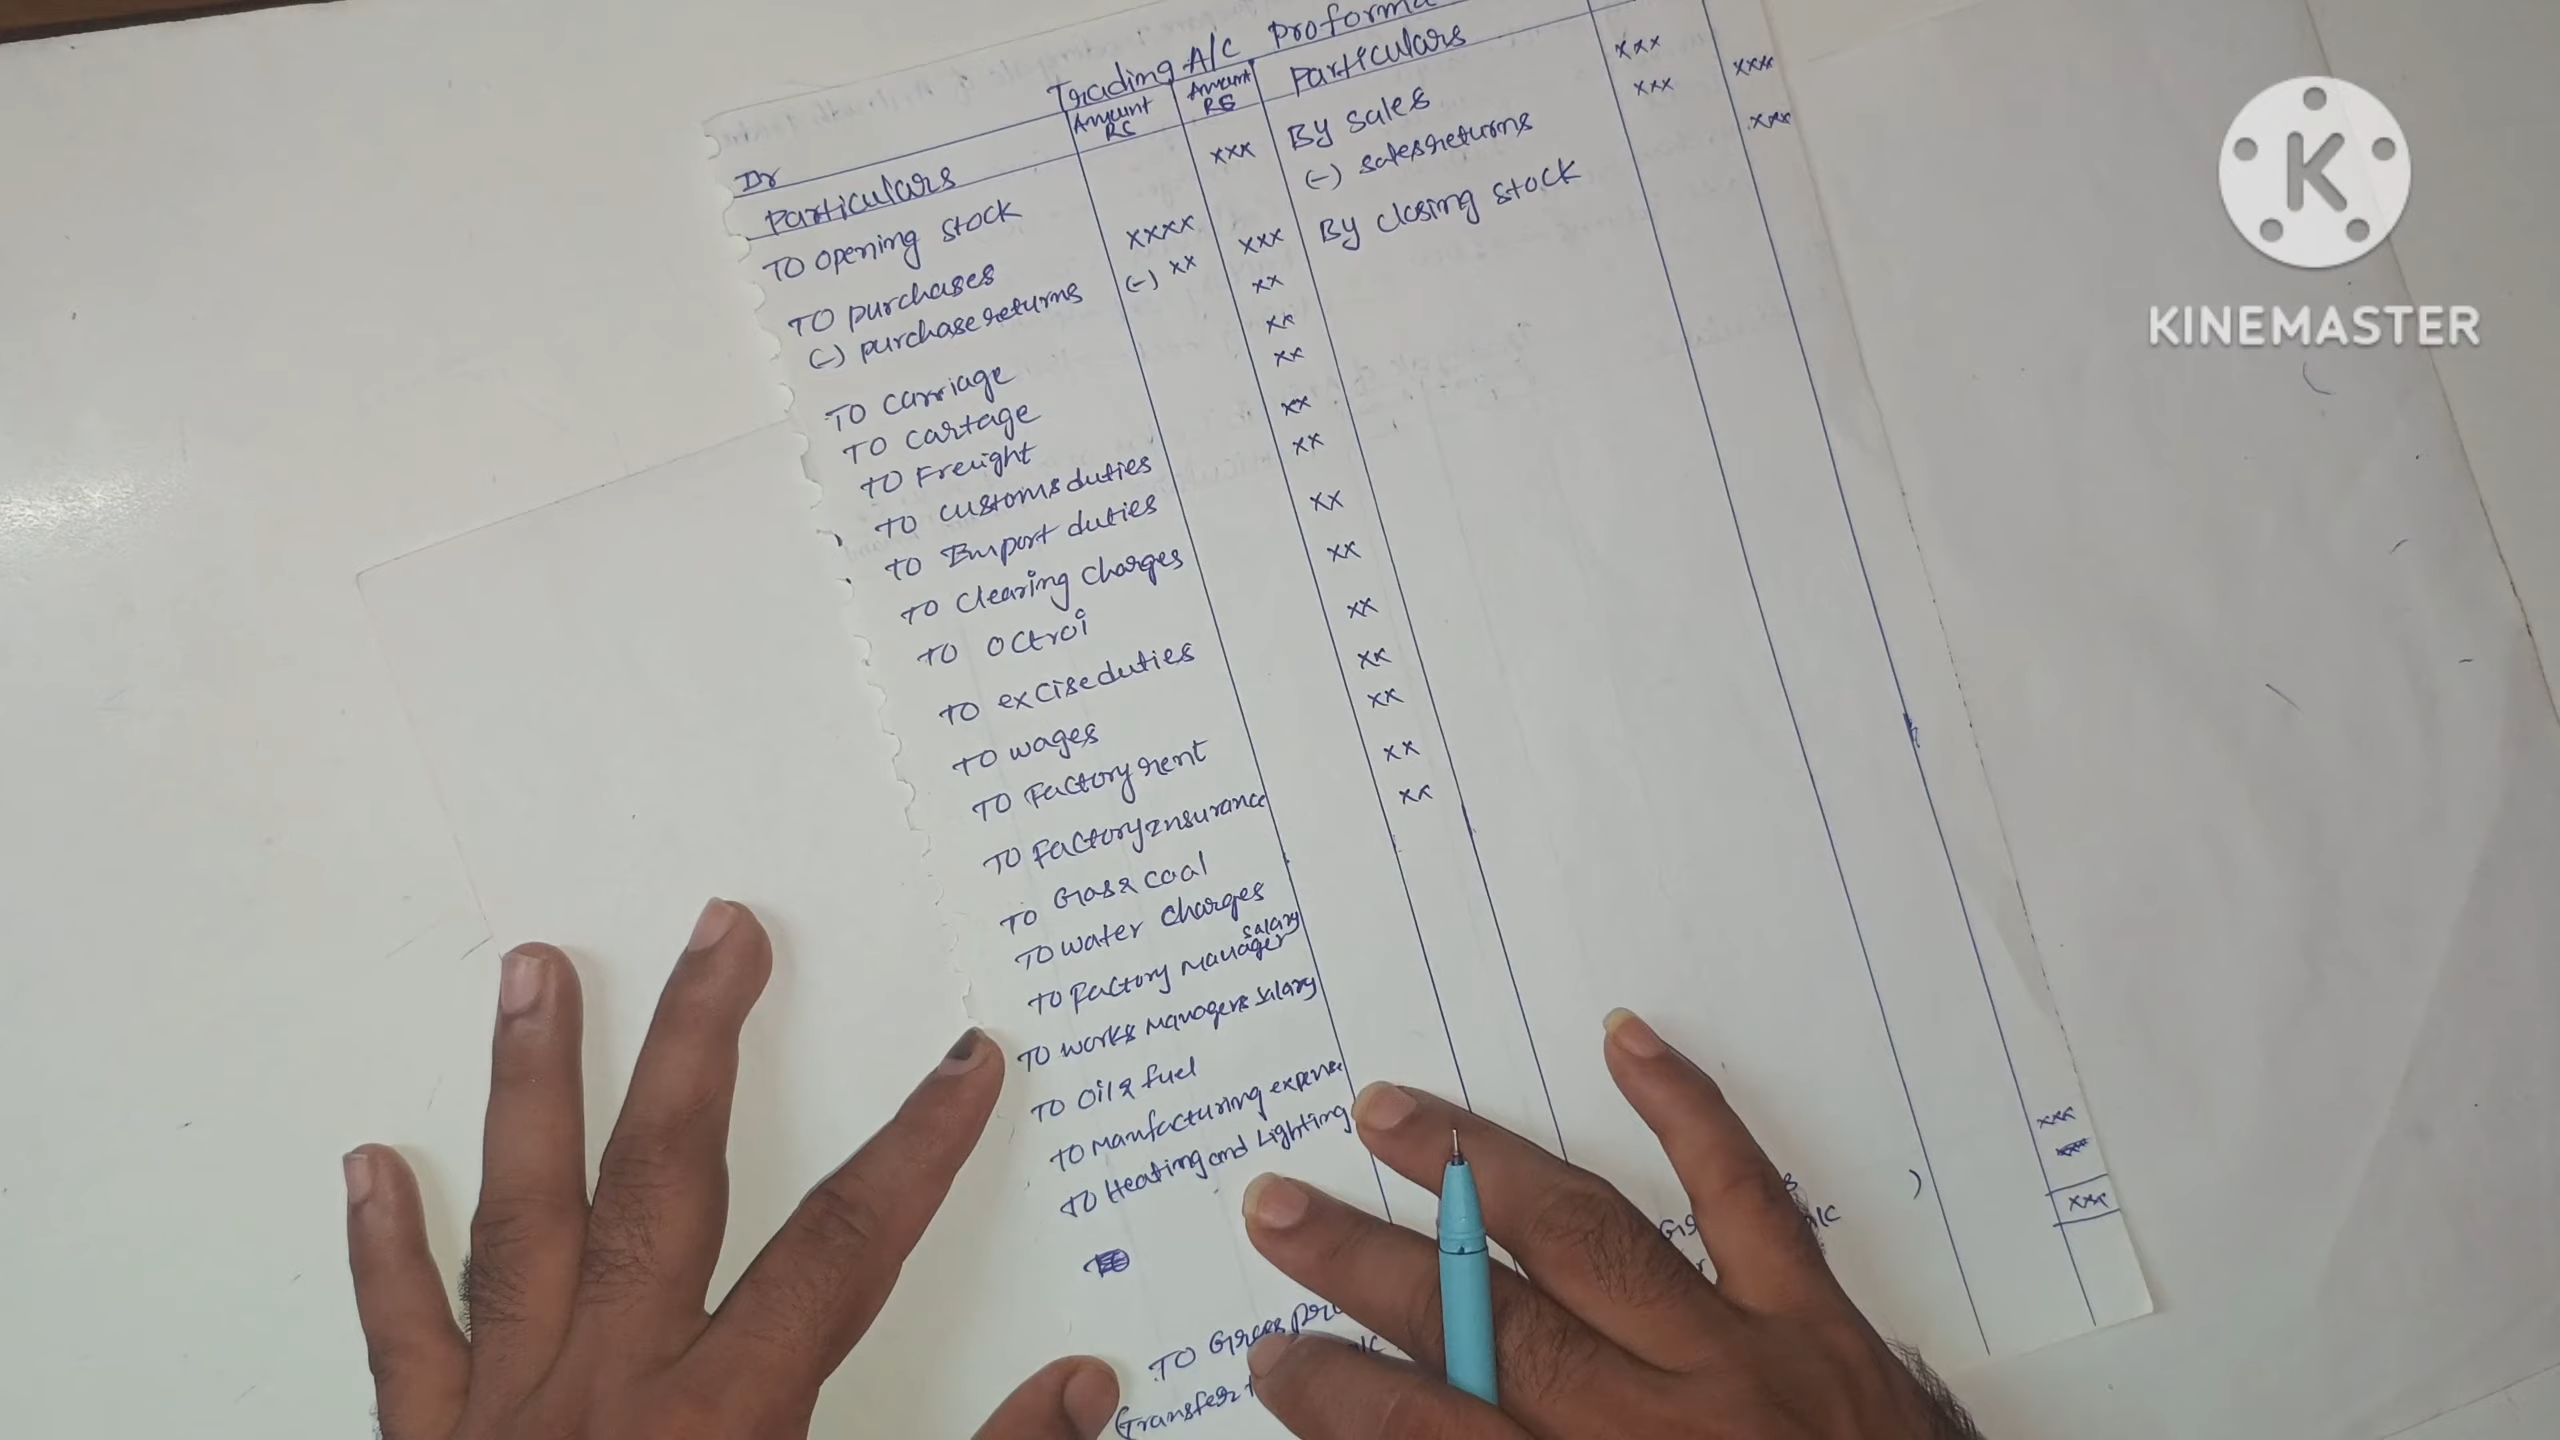 Trading A/C Proforma
Dr
Particulars
Amount
RS
Amount
RS
Particulars
TO opening stock
xxx
TO purchases
xxxx
(-) purchase returns
(-) xx
xxx
TO carriage
xx
TO cartage
xx
TO Freight
xx
TO customs duties
xx
TO Import duties
xx
TO clearing charges
xx
TO octroi
xx
TO excise duties
xx
TO wages
xx
TO Factory rent
xx
TO Factory Insurance
xx
TO Gas & coal
xx
TO water charges
TO Factory Manager
salary
TO works Managers salary
TO Oil & fuel
TO Manfacturing expense
TO Heating and Lighting
TO Gross
Transfer
By sales
xxx
(-) sales returns
xxx
xxxx
By closing stock
xxx
xxx
xxx
KINEMASTER